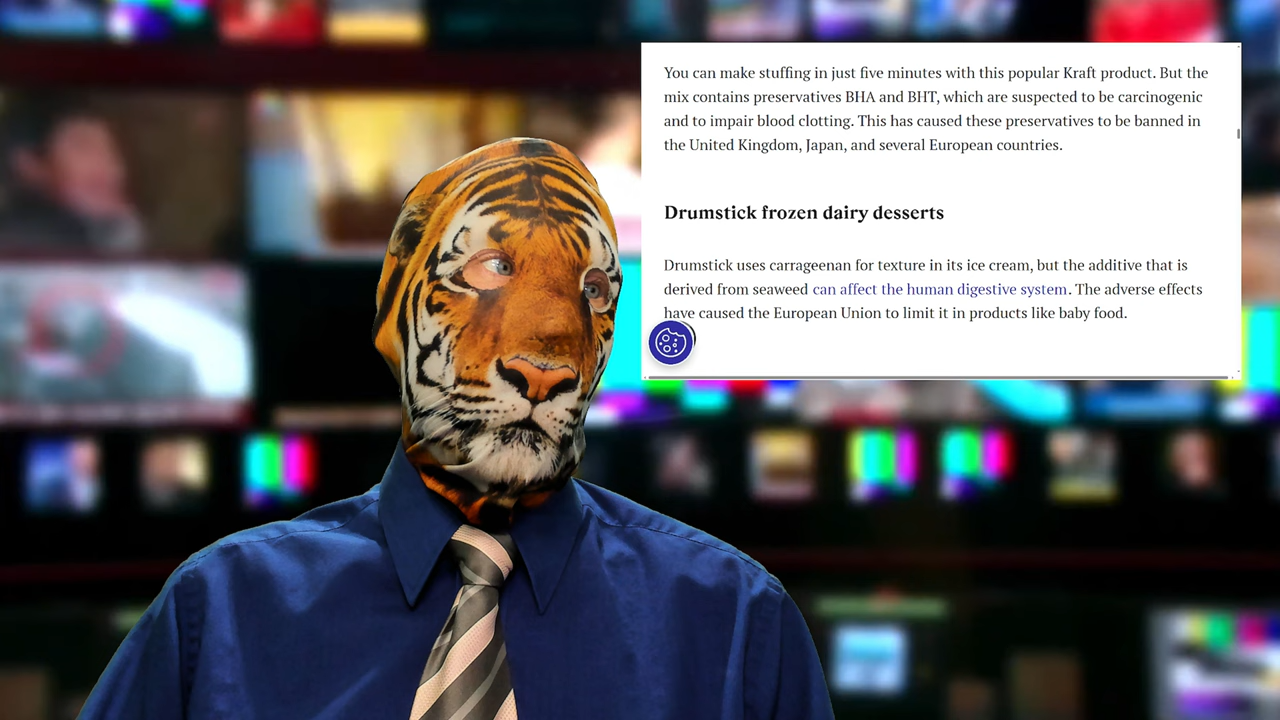 You can make stuffing in just five minutes with this popular Kraft product. But the
mix contains preservatives BHA and BHT, which are suspected to be carcinogenic
and to impair blood clotting. This has caused these preservatives to be banned in
the United Kingdom, Japan, and several European countries.
Drumstick frozen dairy desserts
Drumstick uses carrageenan for texture in its ice cream, but the additive that is
derived from seaweed can affect the human digestive system. The adverse effects
have caused the European Union to limit it in products like baby food.